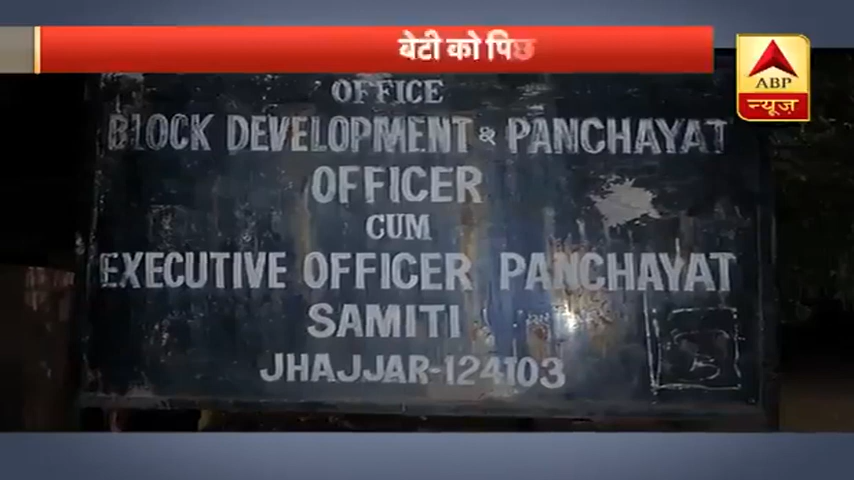 बेटी को
ABP
न्यूज़
OFFICE
BLOCK DEVELOPMENT & PANCHAYAT
OFFICER
CUM
EXECUTIVE OFFICER PANCHAYAT
SAMITI
JHAJJAR-124103